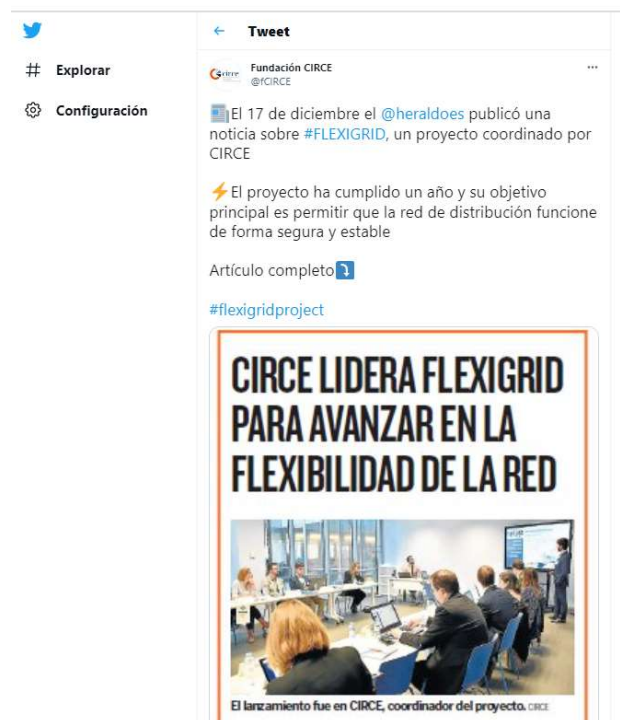 Tweet
Explorar
Configuración
circe
Fundación CIRCE
@fCIRCE
El 17 de diciembre el @heraldoes publicó una
noticia sobre #FLEXIGRID, un proyecto coordinado por
CIRCE
El proyecto ha cumplido un año y su objetivo
principal es permitir que la red de distribución funcione
de forma segura y estable
Artículo completo
#flexigridproject
CIRCE LIDERA FLEXIGRID
PARA AVANZAR EN LA
FLEXIBILIDAD DE LA RED
El lanzamiento fue en CIRCE, coordinador del proyecto. CIRCE